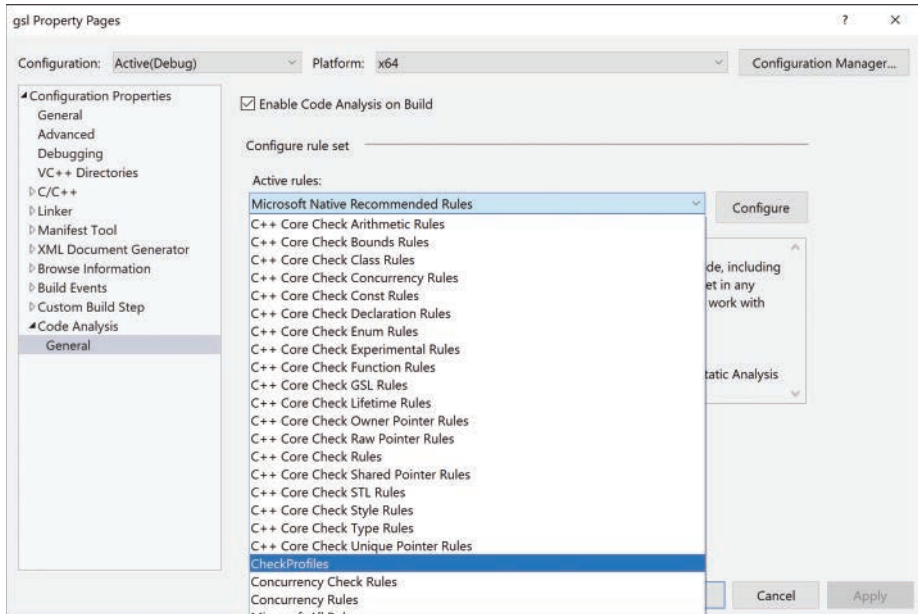 gsl Property Pages
? ×
Configuration: Active(Debug) Platform: x64 Configuration Manager...
Configuration Properties
General
Advanced
Debugging
VC++ Directories
C/C++
Linker
Manifest Tool
XML Document Generator
Browse Information
Build Events
Custom Build Step
Code Analysis
General
Enable Code Analysis on Build
Configure rule set
Active rules:
Microsoft Native Recommended Rules
Configure
C++ Core Check Arithmetic Rules
C++ Core Check Bounds Rules
C++ Core Check Class Rules
C++ Core Check Concurrency Rules
C++ Core Check Const Rules
C++ Core Check Declaration Rules
C++ Core Check Enum Rules
C++ Core Check Experimental Rules
C++ Core Check Function Rules
C++ Core Check GSL Rules
C++ Core Check Lifetime Rules
C++ Core Check Owner Pointer Rules
C++ Core Check Raw Pointer Rules
C++ Core Check Rules
C++ Core Check Shared Pointer Rules
C++ Core Check STL Rules
C++ Core Check Style Rules
C++ Core Check Type Rules
C++ Core Check Unique Pointer Rules
CheckProfiles
Concurrency Check Rules
Concurrency Rules
de, including
et in any
work with
tatic Analysis
Cancel
Apply